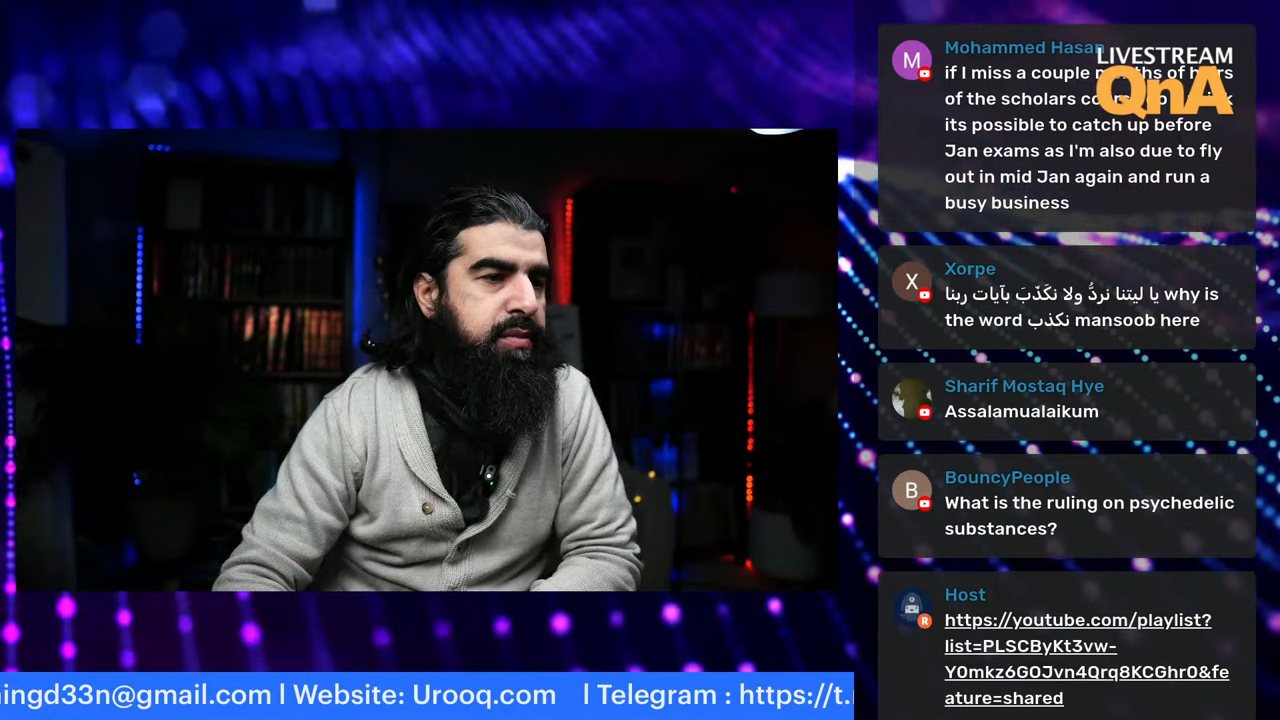 Mohammed Hasan
LIVESTREAM
QnA
if I miss a couple
of the scholars
its possible to catch up before
Jan exams as I'm also due to fly
out in mid Jan again and run a
busy business
Xorpe
يا ليتنا نردُّ ولا نكَذّبَ بآيات ربنا why is
the word نكذب mansoob here
Sharif Mostaq Hye
Assalamualaikum
BouncyPeople
What is the ruling on psychedelic
substances?
Host
https://youtube.com/playlist?
list=PLSCByKt3vw-
Y0mkz6GOJvn4Qrq8KCGhr0&fe
ature=shared
ingd33n@gmail.com l Website: Urooq.com l Telegram : https://t.